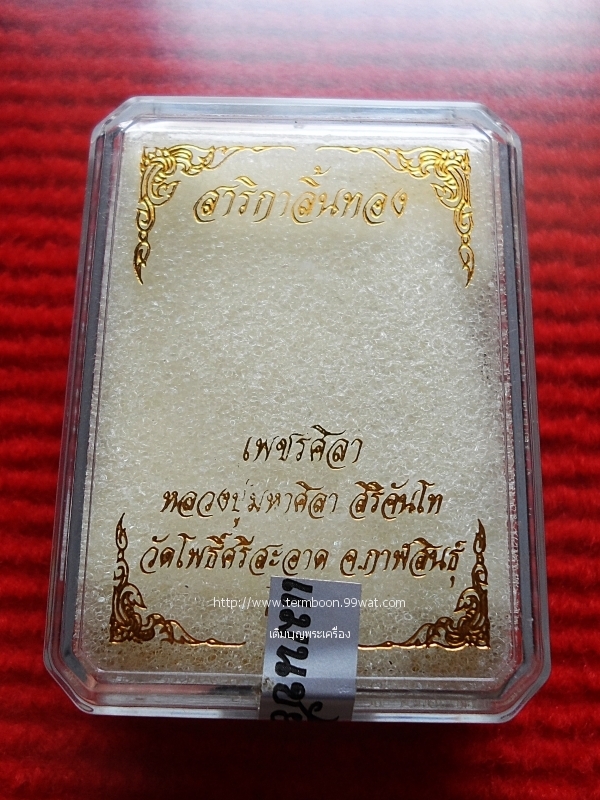 สาริกาลิ้นทอง
เพชรศิลา
หลวงปู่มหาศิลา สิริจันโท
วัดโพธิ์ศรีสะอาด จ.กาฬสินธุ์
http://www.termboon.99wat.com
เติมบุญพระเครื่อง